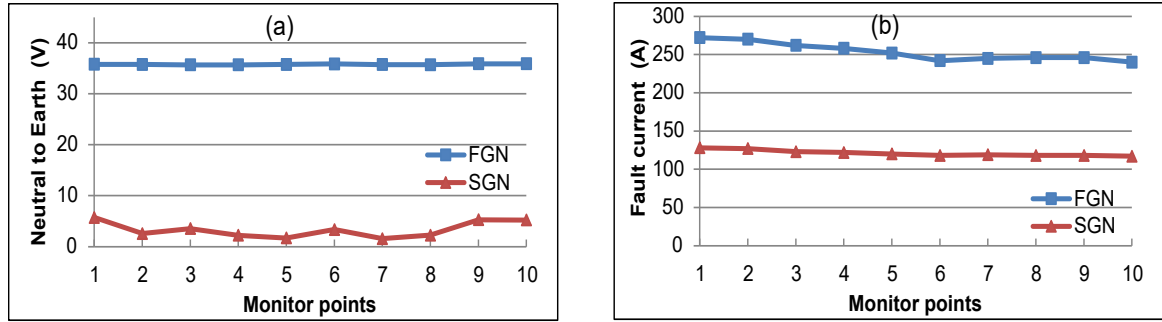 (a)
Neutral to Earth (V)
40
30
20
10
0
FGN
SGN
1 2 3 4 5 6 7 8 9 10
Monitor points
(b)
Fault current (A)
300
250
200
150
100
50
0
FGN
SGN
1 2 3 4 5 6 7 8 9 10
Monitor points